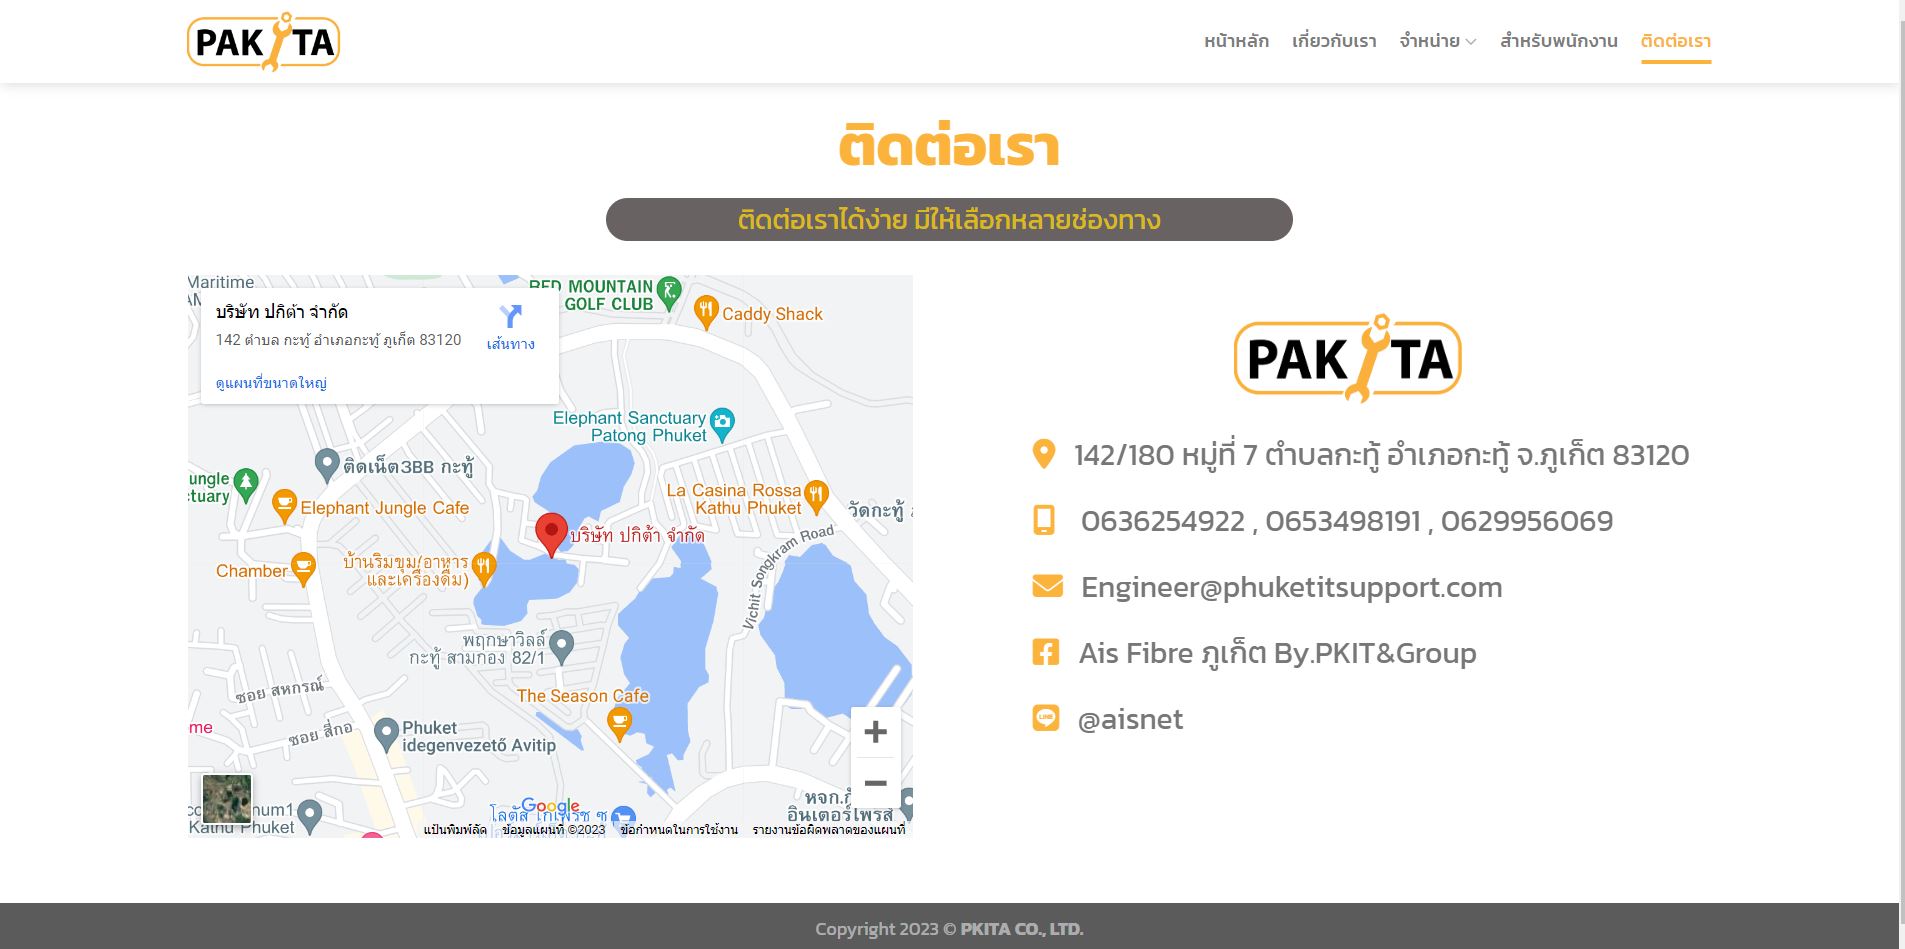 PAKITA
หน้าหลัก เกี่ยวกับเรา จำหน่าย สำหรับพนักงาน ติดต่อเรา
ติดต่อเรา
ติดต่อเราได้ง่าย มีให้เลือกหลายช่องทาง
Maritime
RED MOUNTAIN
GOLF CLUB
Caddy Shack
บริษัท ปกิต้า จำกัด
142 ตำบล กะทู้ อำเภอกะทู้ ภูเก็ต 83120
เส้นทาง
ดูแผนที่ขนาดใหญ่
Elephant Sanctuary
Patong Phuket
ติดเน็ต3BB กะทู้
ungle
ctuary
Elephant Jungle Cafe
La Casina Rossa
Kathu Phuket
วัดกะทู้
บริษัท ปกิต้า จำกัด
Vichit Songkram Road
Chamber
บ้านริมขุม(อาหาร
และเครื่องดื่ม)
พฤกษาวิลล์
กะทู้ สามกอง 82/1
ซอย สหกรณ์
The Season Cafe
me
ซอย สี่กอ
Phuket
idegenvezető Avitip
num1
Kathu Phuket
Google
โลตัส โกเฟรช ซ
หจก.ภั
อินเตอร์ไพรส์
แป้นพิมพ์ลัด ข้อมูลแผนที่ ©2023 ข้อกำหนดในการใช้งาน รายงานข้อผิดพลาดของแผนที่
PAKITA
142/180 หมู่ที่ 7 ตำบลกะทู้ อำเภอกะทู้ จ.ภูเก็ต 83120
0636254922 , 0653498191 , 0629956069
Engineer@phuketitsupport.com
Ais Fibre ภูเก็ต By.PKIT&Group
LINE
@aisnet
Copyright 2023 © PKITA CO., LTD.